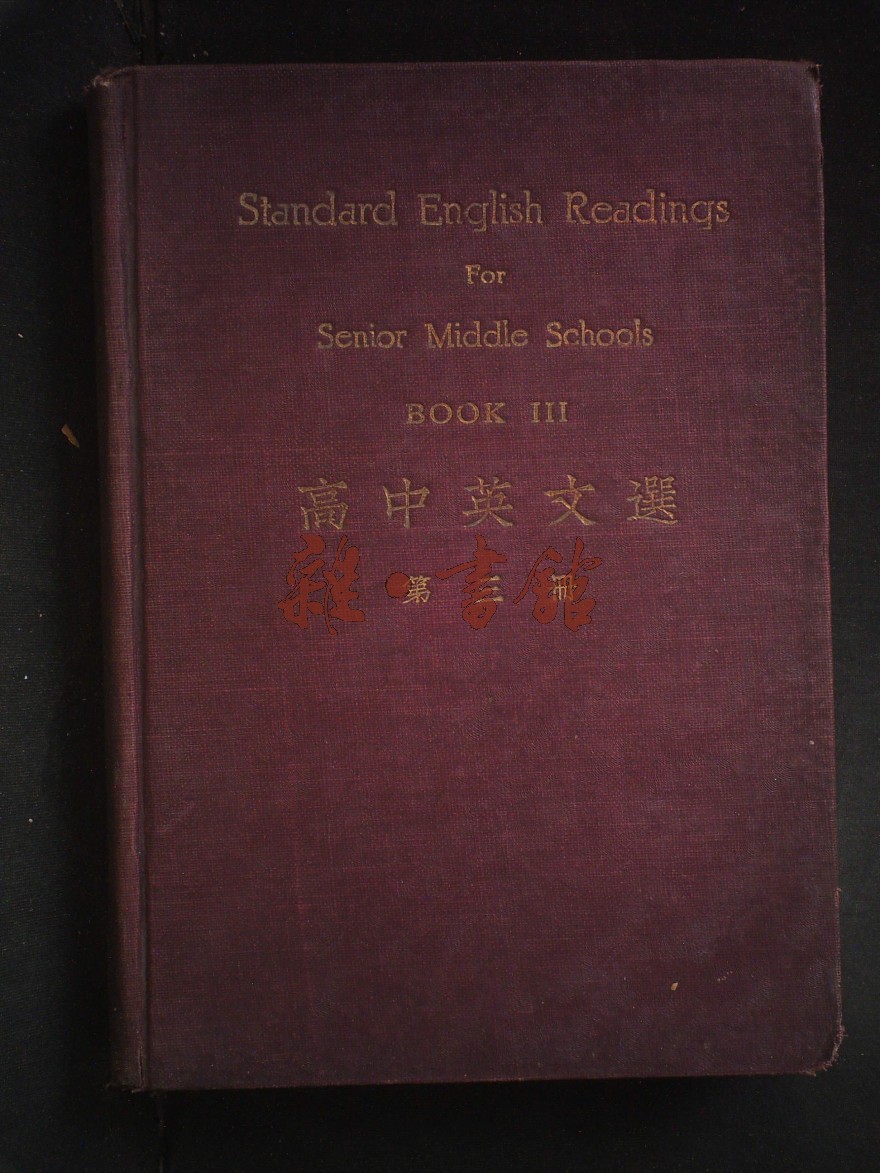 Standard English Readings
For
Senior Middle Schools
BOOK III
高中英文選
第三冊
雜·書館